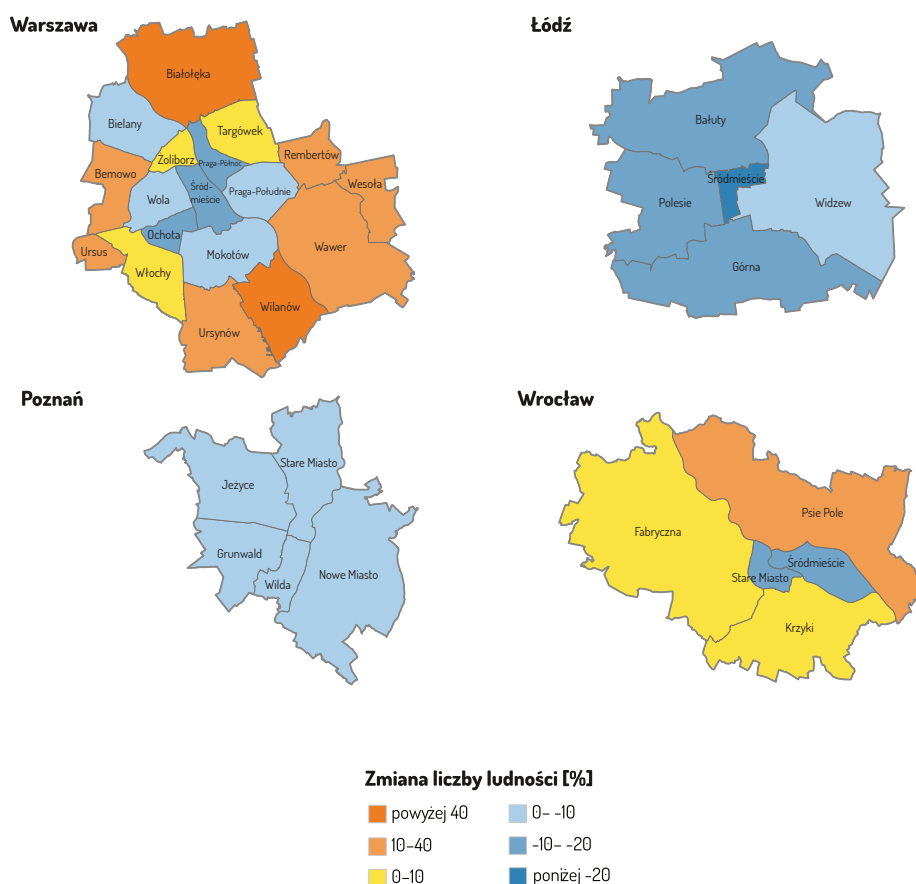 Warszawa
Białołęka
Bielany
Targówek
Żoliborz
Praga-Północ
Rembertów
Bemowo
Wesoła
Śród-
mieście
Praga-Południe
Wola
Ochota
Ursus
Mokotów
Wawer
Włochy
Wilanów
Ursynów
Łódź
Bałuty
Śródmieście
Polesie
Widzew
Górna
Poznań
Stare Miasto
Jeżyce
Grunwald
Wilda
Nowe Miasto
Wrocław
Psie Pole
Fabryczna
Śródmieście
Stare Miasto
Krzyki
Zmiana liczby ludności [%]
powyżej 40
10–40
0–10
0– -10
-10– -20
poniżej -20